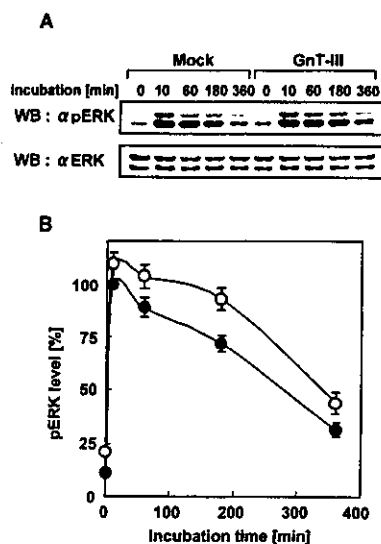 A
Mock GnT-III
Incubation [min] 0 10 60 180 360 0 10 60 180 360
WB : αpERK
WB : αERK
B
pERK level [%]
100
75
50
25
0
0 100 200 300 400
Incubation time [min]